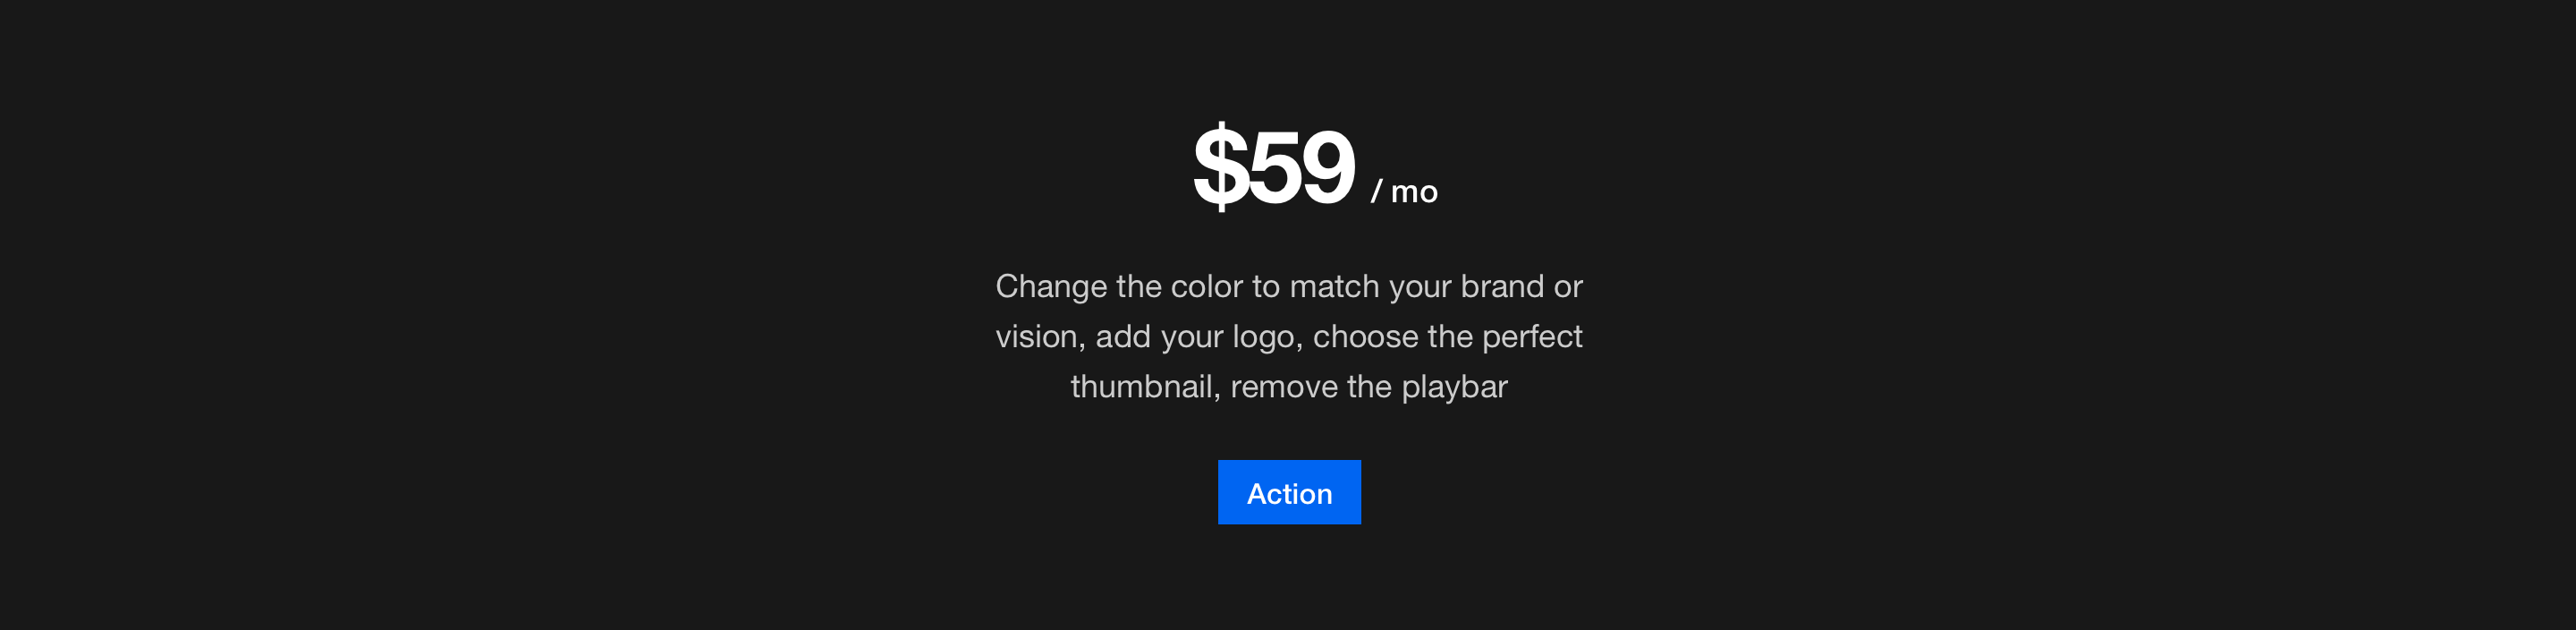 $59 / mo
Change the color to match your brand or
vision, add your logo, choose the perfect
thumbnail, remove the playbar
Action